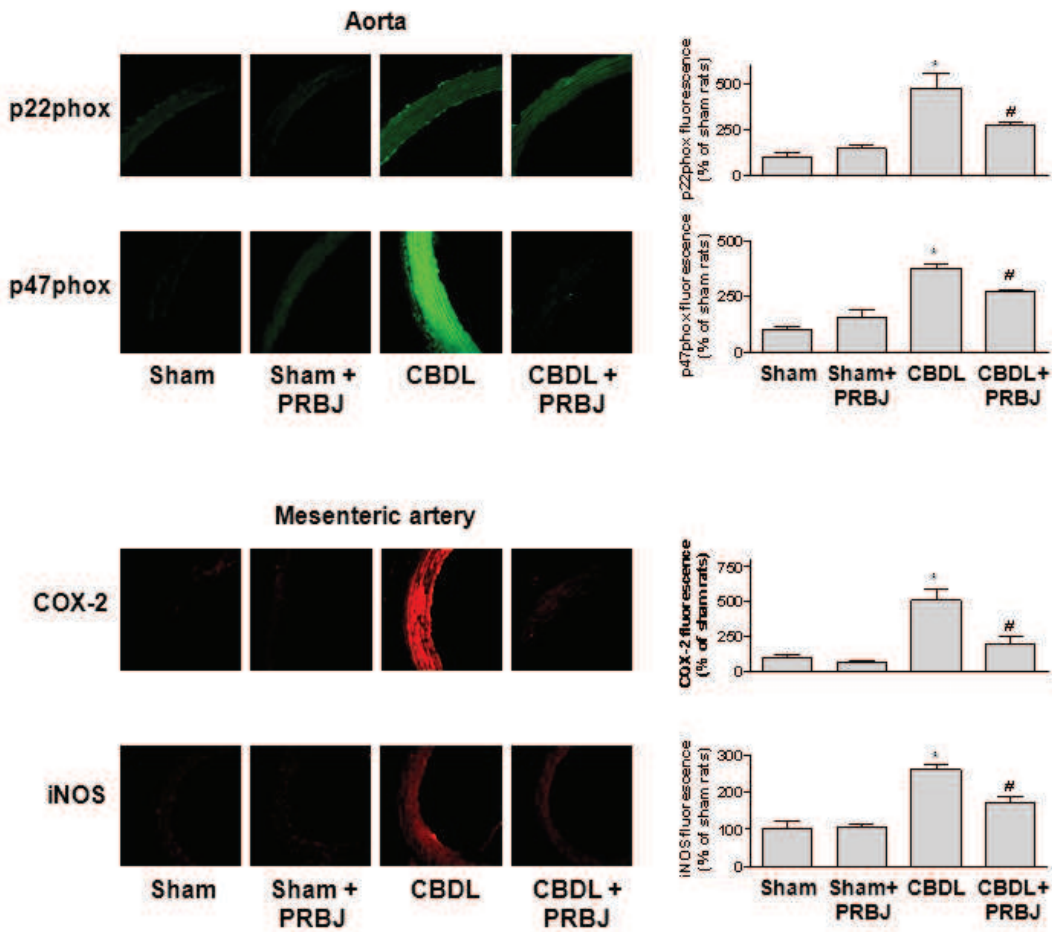 Aorta
p22phox
p22phox fluorescence
(% of sham rats)
500
250
0
*
#
p47phox
p47phox fluorescence
(% of sham rats)
500
250
0
*
#
Sham
Sham +
PRBJ
CBDL
CBDL +
PRBJ
Sham
Sham+
PRBJ
CBDL
CBDL+
PRBJ
Mesenteric artery
COX-2
COX-2 fluorescence
(% of sham rats)
750
500
250
0
*
#
iNOS
iNOS fluorescence
(% of sham rats)
300
200
100
0
*
#
Sham
Sham +
PRBJ
CBDL
CBDL +
PRBJ
Sham
Sham+
PRBJ
CBDL
CBDL+
PRBJ